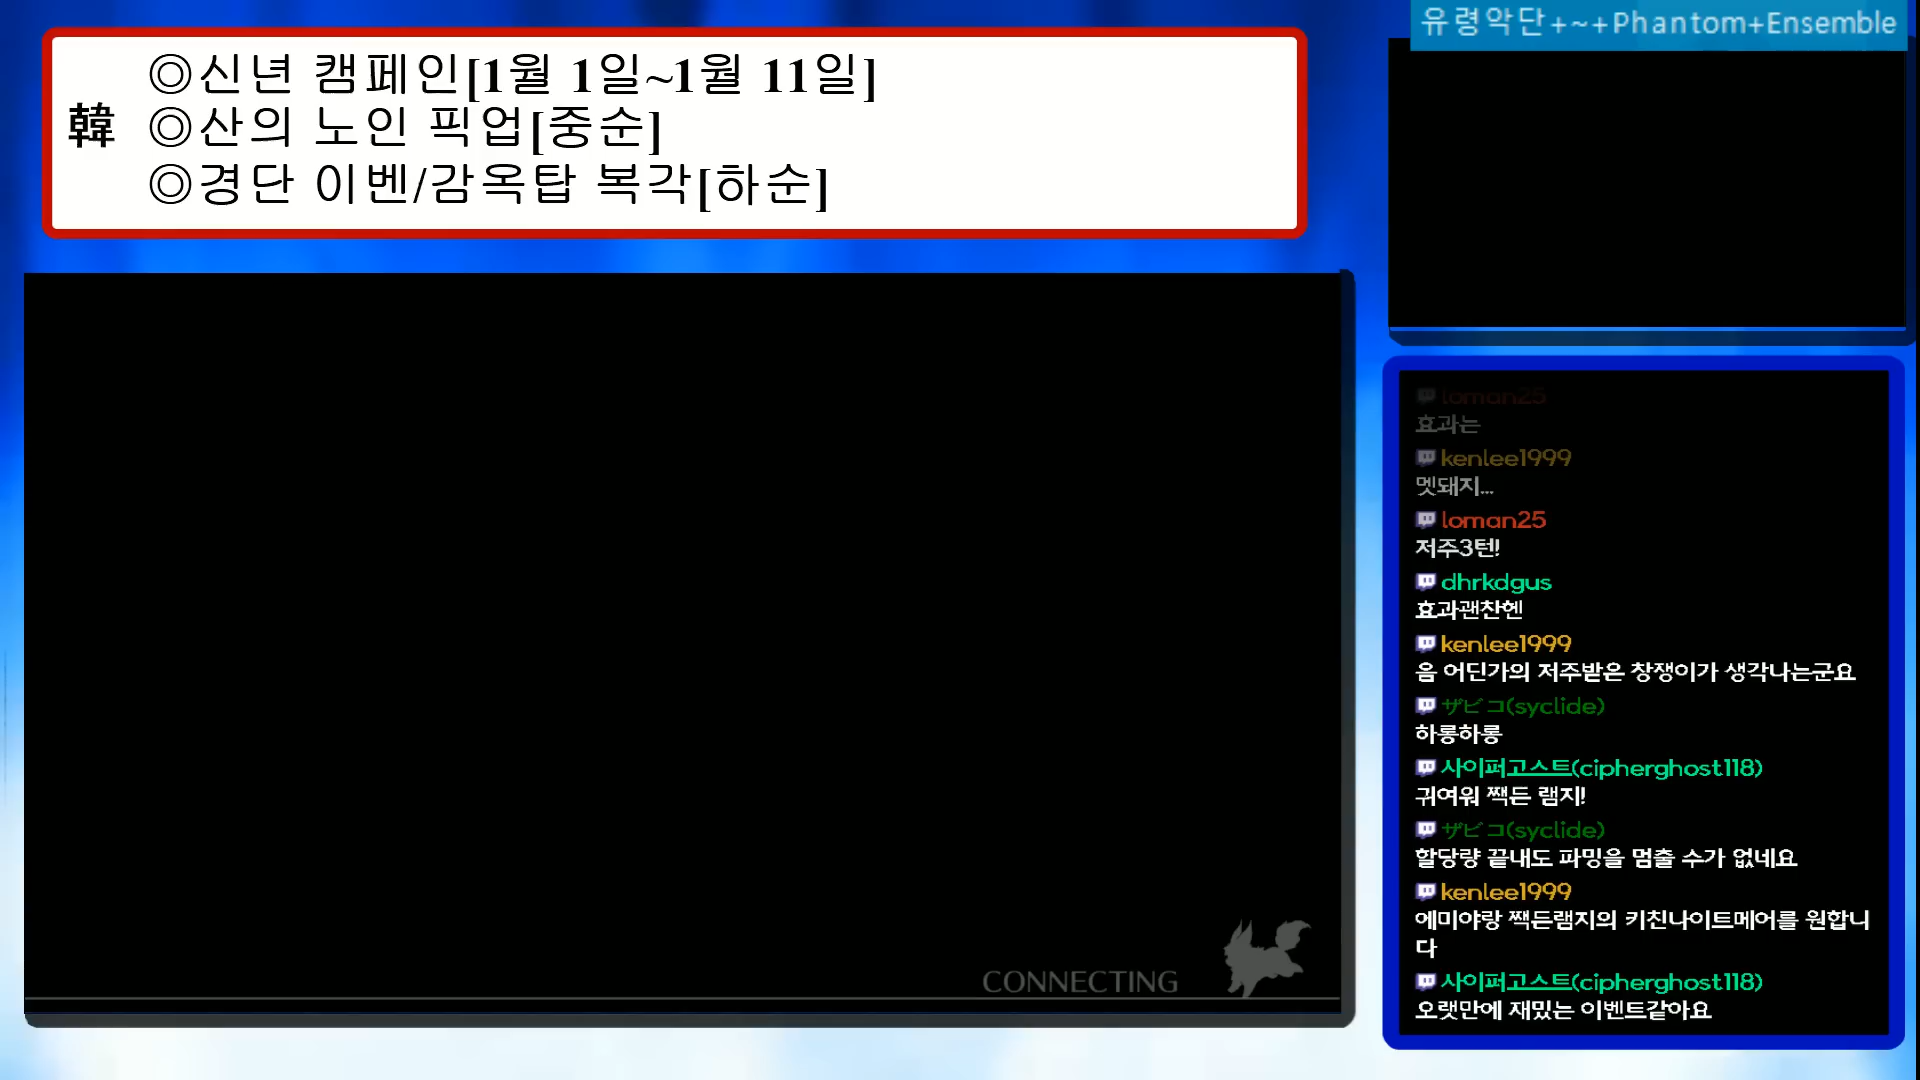 유령악단+~+Phantom+Ensemble
韓
◎신년 캠페인[1월 1일~1월 11일]
◎산의 노인 픽업[중순]
◎경단 이벤/감옥탑 복각[하순]
CONNECTING
loman25
효과는
kenlee1999
멧돼지...
loman25
저주3턴!
dhrkdgus
효과괜찬헨
kenlee1999
음 어딘가의 저주받은 창쟁이가 생각나는군요
ザビコ(syclide)
하롱하롱
사이퍼고스트(cipherghost118)
귀여워 짹든 램지!
ザビコ(syclide)
할당량 끝내도 파밍을 멈출 수가 없네요
kenlee1999
에미야랑 짹든램지의 키친나이트메어를 원합니
다
사이퍼고스트(cipherghost118)
오랫만에 재밌는 이벤트같아요